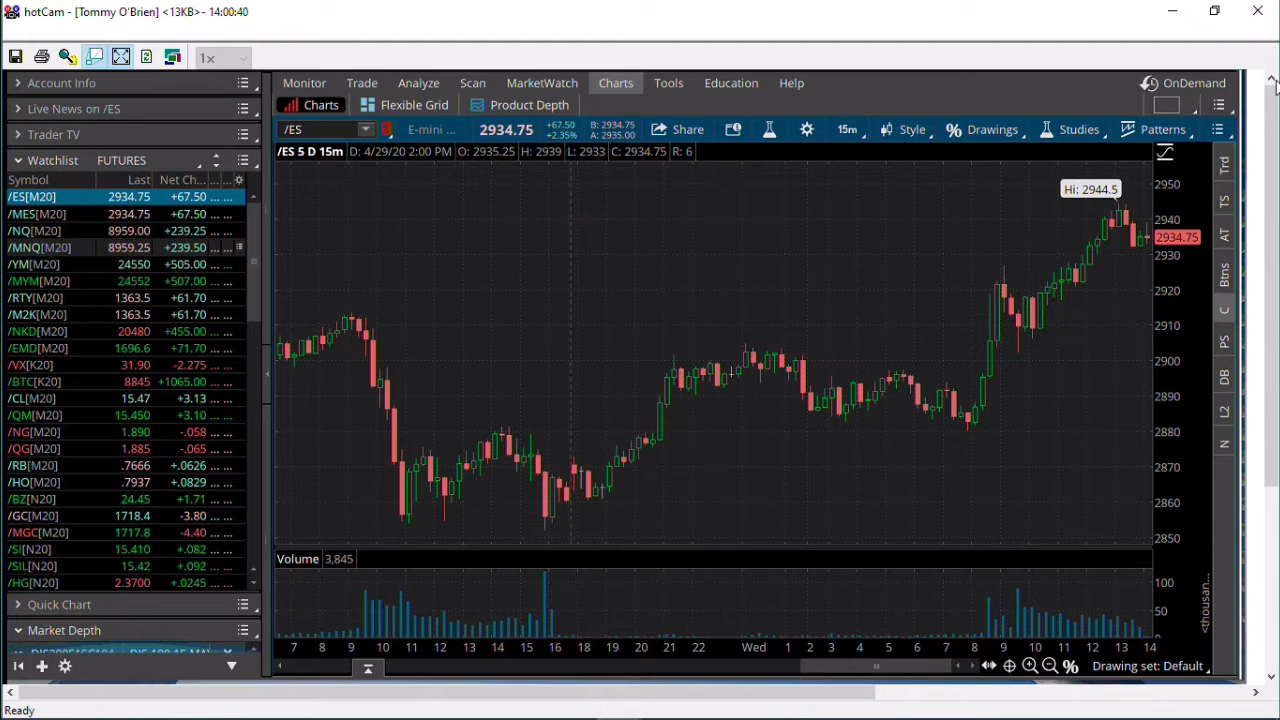 hotCam - [Tommy O'Brien] <13KB> - 14:00:40
1x
Account Info
Live News on /ES
Trader TV
Watchlist FUTURES
Symbol Last Net Ch... ... ...
/ES[M20] 2934.75 +67.50 ... ...
/MES[M20] 2934.75 +67.50 ... ...
/NQ[M20] 8959.00 +239.50 ... ...
/MNQ[M20] 8959.25 +239.50 ... ...
/YM[M20] 24550 +505.00 ... ...
/MYM[M20] 24552 +507.00 ... ...
/RTY[M20] 1363.5 +61.70 ... ...
/M2K[M20] 1363.5 +61.70 ... ...
/NKD[M20] 20480 +455.00 ... ...
/EMD[M20] 1696.6 +71.70 ... ...
/VX[K20] 31.90 -2.275 ... ...
/BTC[K20] 8845 +1065.00 ... ...
/CL[M20] 15.47 +3.13 ... ...
/QM[M20] 15.450 +3.10 ... ...
/NG[M20] 1.890 -.058 ... ...
/QG[M20] 1.885 -.065 ... ...
/RB[M20] .7666 +.0626 ... ...
/HO[M20] .7937 +.0829 ... ...
/BZ[N20] 24.45 +1.71 ... ...
/GC[M20] 1718.4 -3.80 ... ...
/MGC[M20] 1717.8 -4.40 ... ...
/SI[N20] 15.410 +.082 ... ...
/SIL[N20] 15.42 +.092 ... ...
/HG[N20] 2.3700 +.0245 ... ...
Quick Chart
Market Depth
Monitor Trade Analyze Scan MarketWatch Charts Tools Education Help OnDemand
Charts Flexible Grid Product Depth
/ES E-mini ... 2934.75 +67.50 +2.35% B: 2934.75 A: 2935.00 Share 15m Style Drawings Studies Patterns
/ES 5 D 15m D: 4/29/20 2:00 PM O: 2935.25 H: 2939 L: 2933 C: 2934.75 R: 6
Hi: 2944.5
2950
2940
2934.75
2930
2920
2910
2900
2890
2880
2870
2860
2850
Volume 3,845
100
50
0
<thousan...
7 8 9 10 11 12 13 14 15 16 19 20 21 22 Wed 1 2 3 4 5 6 7 8 9 10 11 12 13 14
Drawing set: Default
Trd
TS
AT
Btns
C
PS
DB
L2
N
Ready